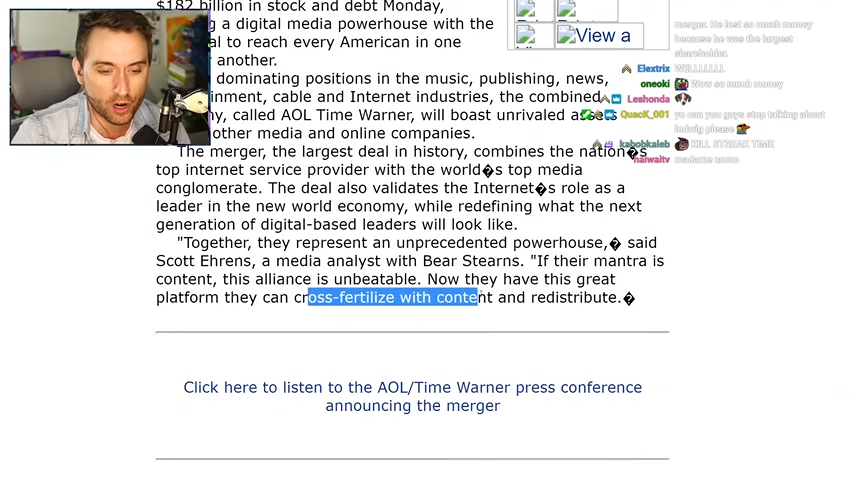 $182 billion in stock and debt Monday,
g a digital media powerhouse with the
al to reach every American in one
another.
dominating positions in the music, publishing, news,
inment, cable and Internet industries, the combined
ny, called AOL Time Warner, will boast unrivaled assets
other media and online companies.
The merger, the largest deal in history, combines the nation�s
top internet service provider with the world�s top media
conglomerate. The deal also validates the Internet�s role as a
leader in the new world economy, while redefining what the next
generation of digital-based leaders will look like.
"Together, they represent an unprecedented powerhouse,� said
Scott Ehrens, a media analyst with Bear Stearns. "If their mantra is
content, this alliance is unbeatable. Now they have this great
platform they can cross-fertilize with content and redistribute.�
Click here to listen to the AOL/Time Warner press conference
announcing the merger
View a
merger. He lost so much money
because he was the largest
shareholder.
Elextrix WELLLLLLL
oneoki Wow so much money
Leshonda
QuacK_001 yo can you guys stop talking about
ludwig please
kabobkaieb KILL STREAK TIME
naiwaitv madame zoom